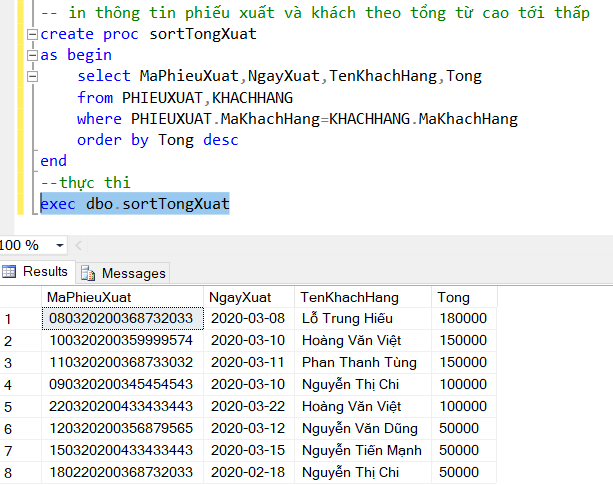 -- in thông tin phiếu xuất và khách theo tổng từ cao tới thấp
create proc sortTongXuat
as begin
select MaPhieuXuat,NgayXuat,TenKhachHang,Tong
from PHIEUXUAT,KHACHHANG
where PHIEUXUAT.MaKhachHang=KHACHHANG.MaKhachHang
order by Tong desc
end
--thực thi
exec dbo.sortTongXuat
100 %
Results Messages
MaPhieuXuat NgayXuat TenKhachHang Tong
1 080320200368732033 2020-03-08 Lỗ Trung Hiếu 180000
2 100320200359999574 2020-03-10 Hoàng Văn Việt 150000
3 110320200368733032 2020-03-11 Phan Thanh Tùng 150000
4 090320200345454543 2020-03-10 Nguyễn Thị Chi 100000
5 220320200433433443 2020-03-22 Hoàng Văn Việt 100000
6 120320200356879565 2020-03-12 Nguyễn Văn Dũng 50000
7 150320200433433443 2020-03-15 Nguyễn Tiến Mạnh 50000
8 180220200368732033 2020-02-18 Nguyễn Thị Chi 50000